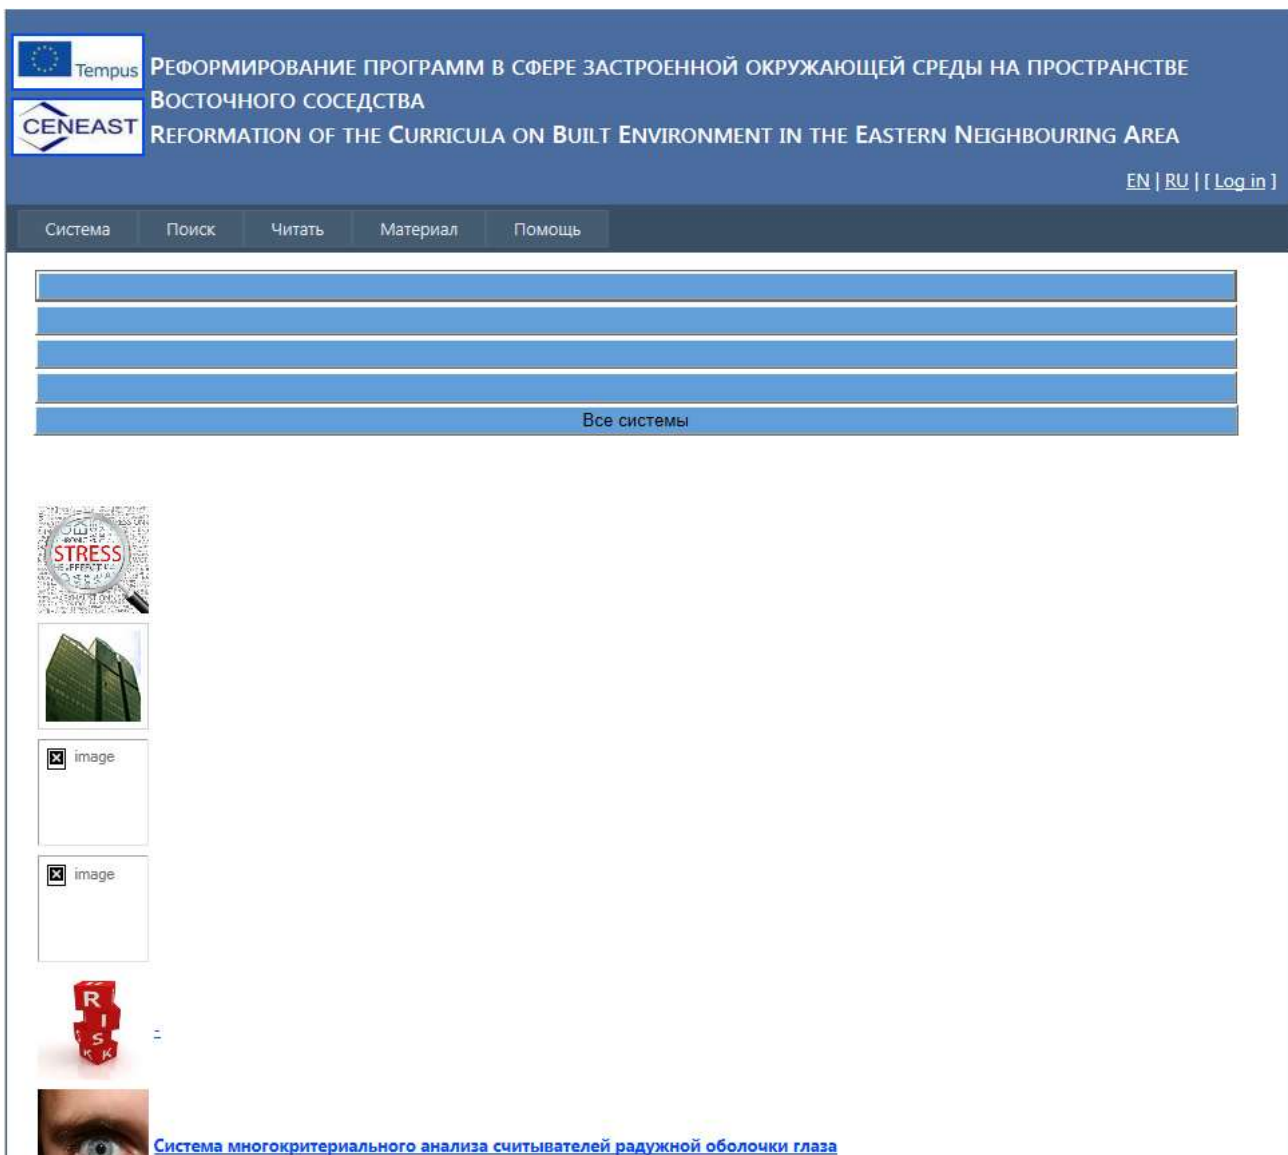 Tempus
CENEAST
Реформирование программ в сфере застроенной окружающей среды на пространстве
Восточного соседства
Reformation of the Curricula on Built Environment in the Eastern Neighbouring Area
EN | RU | [ Log in ]
Система Поиск Читать Материал Помощь
Все системы
STRESS
image
image
R
I
S
K K
-
Система многокритериального анализа считывателей радужной оболочки глаза